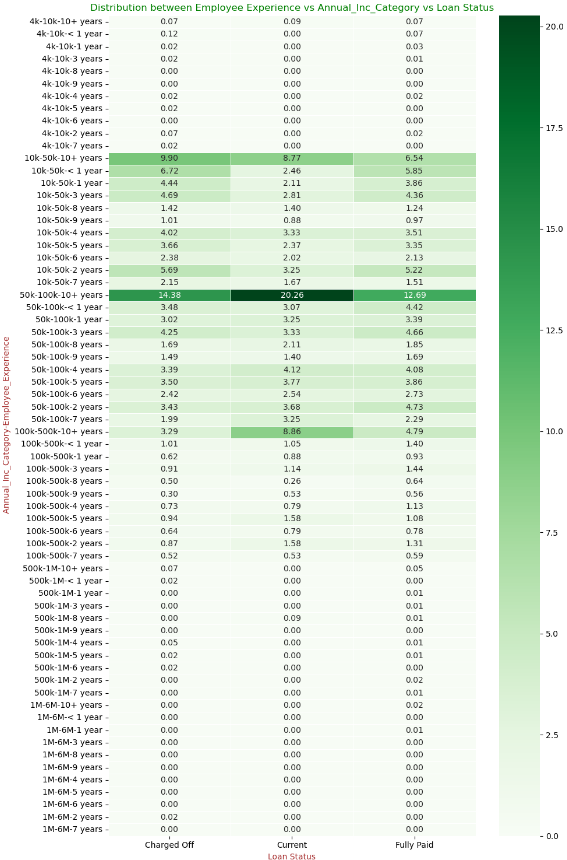 Distribution between Employee Experience vs Annual_Inc_Category vs Loan Status
4k-10k-10+ years 0.07 0.09 0.07
4k-10k-< 1 year 0.12 0.00 0.07
4k-10k-1 year 0.02 0.00 0.03
4k-10k-3 years 0.02 0.00 0.01
4k-10k-8 years 0.00 0.00 0.00
4k-10k-9 years 0.00 0.00 0.00
4k-10k-4 years 0.02 0.00 0.02
4k-10k-5 years 0.02 0.00 0.00
4k-10k-6 years 0.00 0.00 0.00
4k-10k-2 years 0.07 0.00 0.02
4k-10k-7 years 0.02 0.00 0.00
10k-50k-10+ years 9.90 8.77 6.54
10k-50k-< 1 year 6.72 2.46 5.85
10k-50k-1 year 4.44 2.11 3.86
10k-50k-3 years 4.69 2.81 4.36
10k-50k-8 years 1.42 1.40 1.24
10k-50k-9 years 1.01 0.88 0.97
10k-50k-4 years 4.02 3.33 3.51
10k-50k-5 years 3.66 2.37 3.35
10k-50k-6 years 2.38 2.02 2.13
10k-50k-2 years 5.69 3.25 5.22
10k-50k-7 years 2.15 1.67 1.51
50k-100k-10+ years 14.38 20.26 12.69
50k-100k-< 1 year 3.48 3.07 4.42
50k-100k-1 year 3.02 3.25 3.39
50k-100k-3 years 4.25 3.33 4.66
50k-100k-8 years 1.69 2.11 1.85
50k-100k-9 years 1.49 1.40 1.69
50k-100k-4 years 3.39 4.12 4.08
50k-100k-5 years 3.50 3.77 3.86
50k-100k-6 years 2.42 2.54 2.73
50k-100k-2 years 3.43 3.68 4.73
50k-100k-7 years 1.99 3.25 2.29
100k-500k-10+ years 3.29 8.86 4.79
100k-500k-< 1 year 1.01 1.05 1.40
100k-500k-1 year 0.62 0.88 0.93
100k-500k-3 years 0.91 1.14 1.44
100k-500k-8 years 0.50 0.26 0.64
100k-500k-9 years 0.30 0.53 0.56
100k-500k-4 years 0.73 0.79 1.13
100k-500k-5 years 0.94 1.58 1.08
100k-500k-6 years 0.64 0.79 0.78
100k-500k-2 years 0.87 1.58 1.31
100k-500k-7 years 0.52 0.53 0.59
500k-1M-10+ years 0.07 0.00 0.05
500k-1M-< 1 year 0.02 0.00 0.00
500k-1M-1 year 0.00 0.00 0.01
500k-1M-3 years 0.00 0.00 0.01
500k-1M-8 years 0.00 0.09 0.01
500k-1M-9 years 0.00 0.00 0.00
500k-1M-4 years 0.05 0.00 0.01
500k-1M-5 years 0.02 0.00 0.01
500k-1M-6 years 0.02 0.00 0.00
500k-1M-2 years 0.00 0.00 0.02
500k-1M-7 years 0.00 0.00 0.01
1M-6M-10+ years 0.00 0.00 0.02
1M-6M-< 1 year 0.00 0.00 0.00
1M-6M-1 year 0.00 0.00 0.01
1M-6M-3 years 0.00 0.00 0.00
1M-6M-8 years 0.00 0.00 0.00
1M-6M-9 years 0.00 0.00 0.00
1M-6M-4 years 0.00 0.00 0.00
1M-6M-5 years 0.00 0.00 0.00
1M-6M-6 years 0.00 0.00 0.00
1M-6M-2 years 0.02 0.00 0.00
1M-6M-7 years 0.00 0.00 0.00
Charged Off Current Fully Paid
Loan Status
Annual_Inc_Category-Employee_Experience
20.0
17.5
15.0
12.5
10.0
7.5
5.0
2.5
0.0